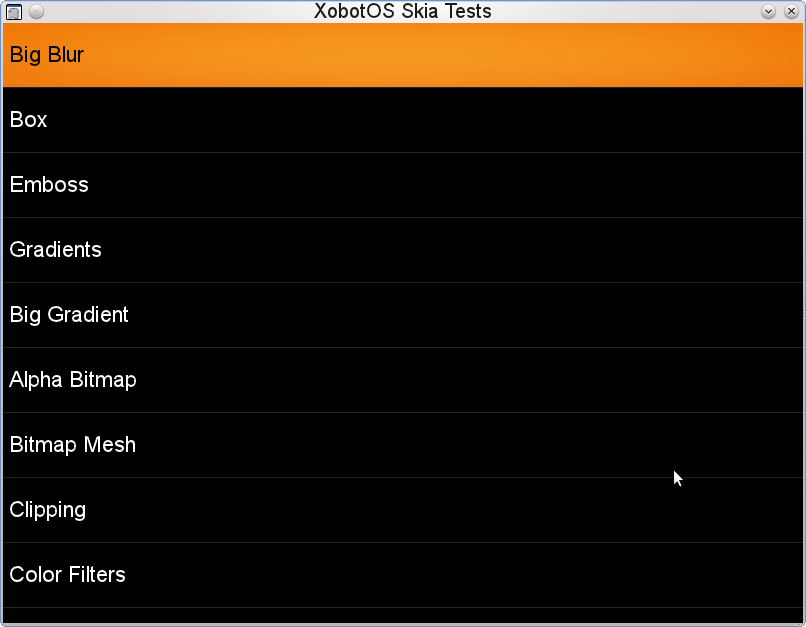 XobotOS Skia Tests
Big Blur
Box
Emboss
Gradients
Big Gradient
Alpha Bitmap
Bitmap Mesh
Clipping
Color Filters